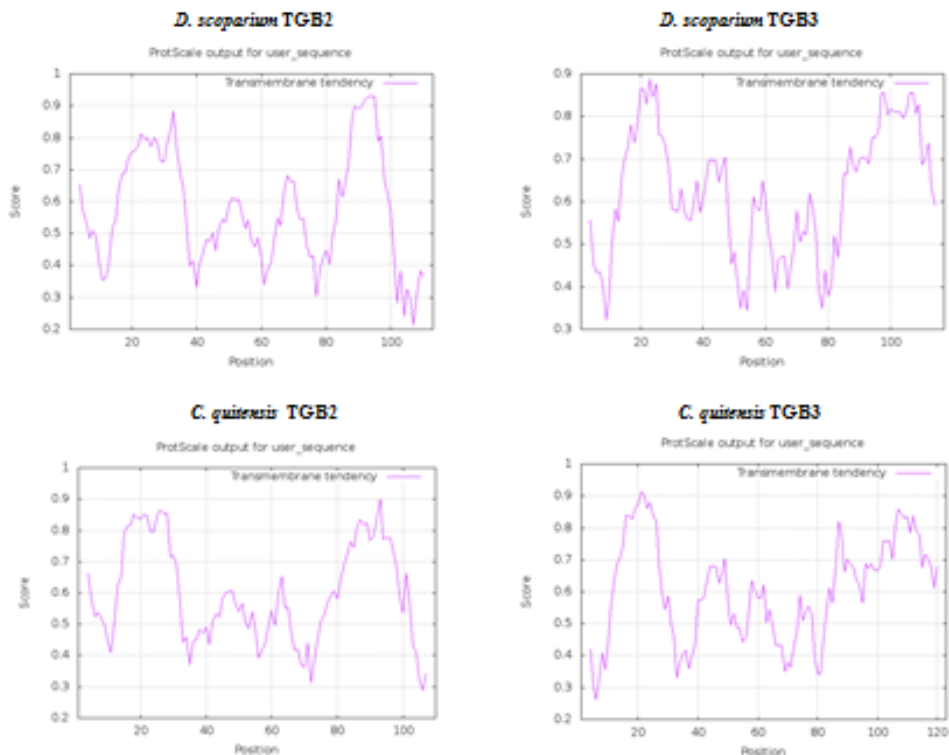 D. scoparium TGB2
ProtScale output for user_sequence
Transmembrane tendency
1
0.9
0.8
0.7
0.6
0.5
0.4
0.3
0.2
Score
20 40 60 80 100
Position
D. scoparium TGB3
ProtScale output for user_sequence
Transmembrane tendency
0.9
0.8
0.7
0.6
0.5
0.4
0.3
Score
20 40 60 80 100
Position
C. quitensis TGB2
ProtScale output for user_sequence
Transmembrane tendency
1
0.9
0.8
0.7
0.6
0.5
0.4
0.3
0.2
Score
20 40 60 80 100
Position
C. quitensis TGB3
ProtScale output for user_sequence
Transmembrane tendency
1
0.9
0.8
0.7
0.6
0.5
0.4
0.3
0.2
Score
20 40 60 80 100 120
Position